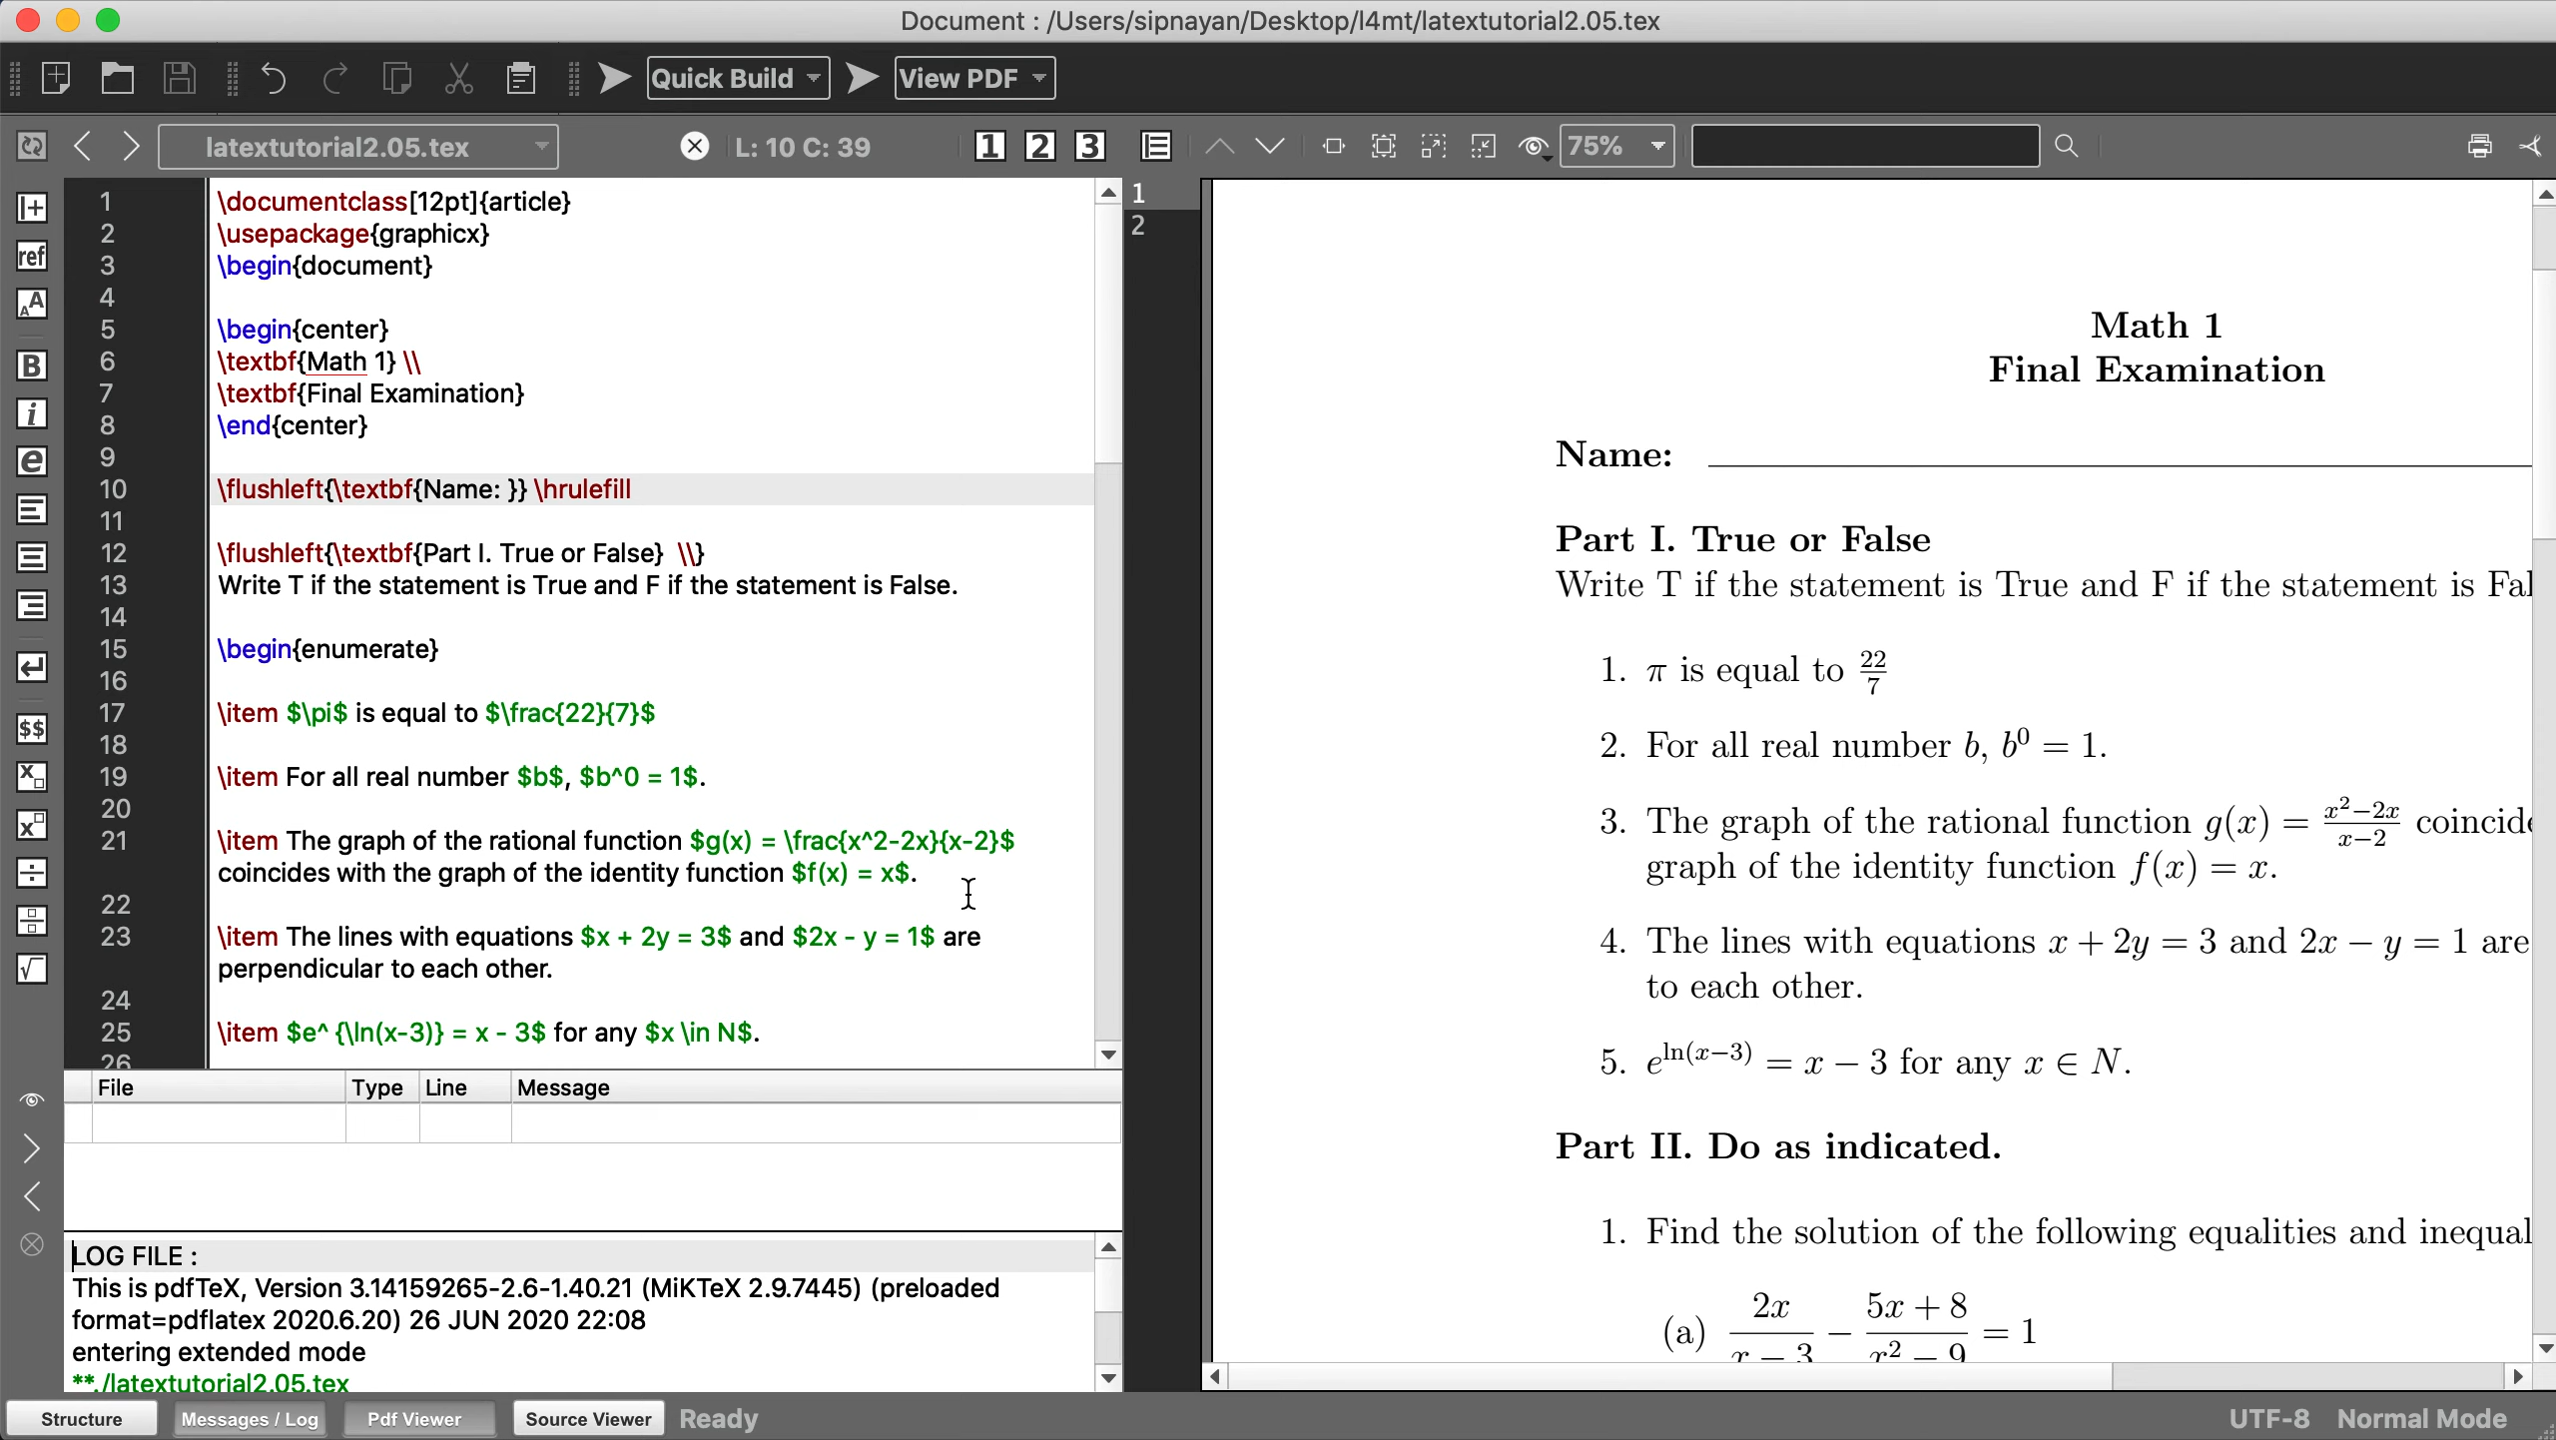 Document : /Users/sipnayan/Desktop/l4mt/latextutorial2.05.tex
Quick Build View PDF
latextutorial2.05.tex L: 10 C: 39 1 2 3 75%
ref
1 \documentclass[12pt]{article}
2 \usepackage{graphicx}
3 \begin{document}
4
5 \begin{center}
6 \textbf{Math 1} \\
7 \textbf{Final Examination}
8 \end{center}
9
10 \flushleft{\textbf{Name: }} \hrulefill
11
12 \flushleft{\textbf{Part I. True or False}  \\}
13 Write T if the statement is True and F if the statement is False.
14
15 \begin{enumerate}
16
17 \item $\pi$ is equal to $\frac{22}{7}$
18
19 \item For all real number $b$, $b^0 = 1$.
20
21 \item The graph of the rational function $g(x) = \frac{x^2-2x}{x-2}$
coincides with the graph of the identity function $f(x) = x$.
22
23 \item The lines with equations $x + 2y = 3$ and $2x - y = 1$ are
perpendicular to each other.
24
25 \item $e^ {\ln(x-3)} = x - 3$ for any $x \in N$.
26
File Type Line Message
LOG FILE :
This is pdfTeX, Version 3.14159265-2.6-1.40.21 (MiKTeX 2.9.7445) (preloaded
format=pdflatex 2020.6.20) 26 JUN 2020 22:08
entering extended mode
**./latextutorial2.05.tex
1
2
Math 1
Final Examination
Name:
Part I. True or False
Write T if the statement is True and F if the statement is Fal
1. π is equal to 22/7
2. For all real number b, b⁰ = 1.
3. The graph of the rational function g(x) = x²−2x/x−2 coincide
graph of the identity function f(x) = x.
4. The lines with equations x + 2y = 3 and 2x − y = 1 are
to each other.
5. e^ln(x−3) = x − 3 for any x ∈ N.
Part II. Do as indicated.
1. Find the solution of the following equalities and inequal
(a) 2x/x − 3 − 5x + 8/x² − 9 = 1
Structure Messages / Log Pdf Viewer Source Viewer Ready UTF-8 Normal Mode